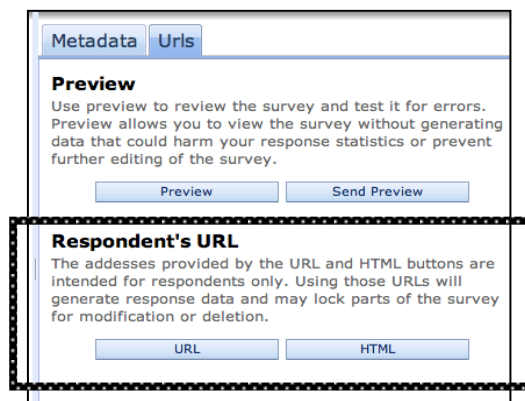 Metadata Urls
Preview
Use preview to review the survey and test it for errors.
Preview allows you to view the survey without generating
data that could harm your response statistics or prevent
further editing of the survey.
Preview Send Preview
Respondent's URL
The addesses provided by the URL and HTML buttons are
intended for respondents only. Using those URLs will
generate response data and may lock parts of the survey
for modification or deletion.
URL HTML